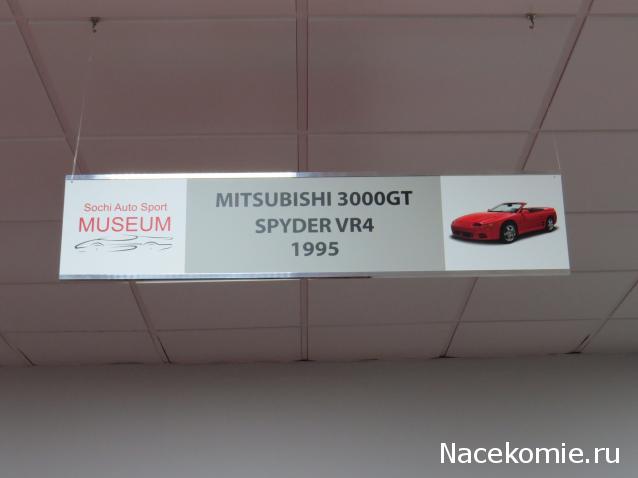 Sochi Auto Sport
MUSEUM
MITSUBISHI 3000GT
SPYDER VR4
1995
Nacekomie.ru